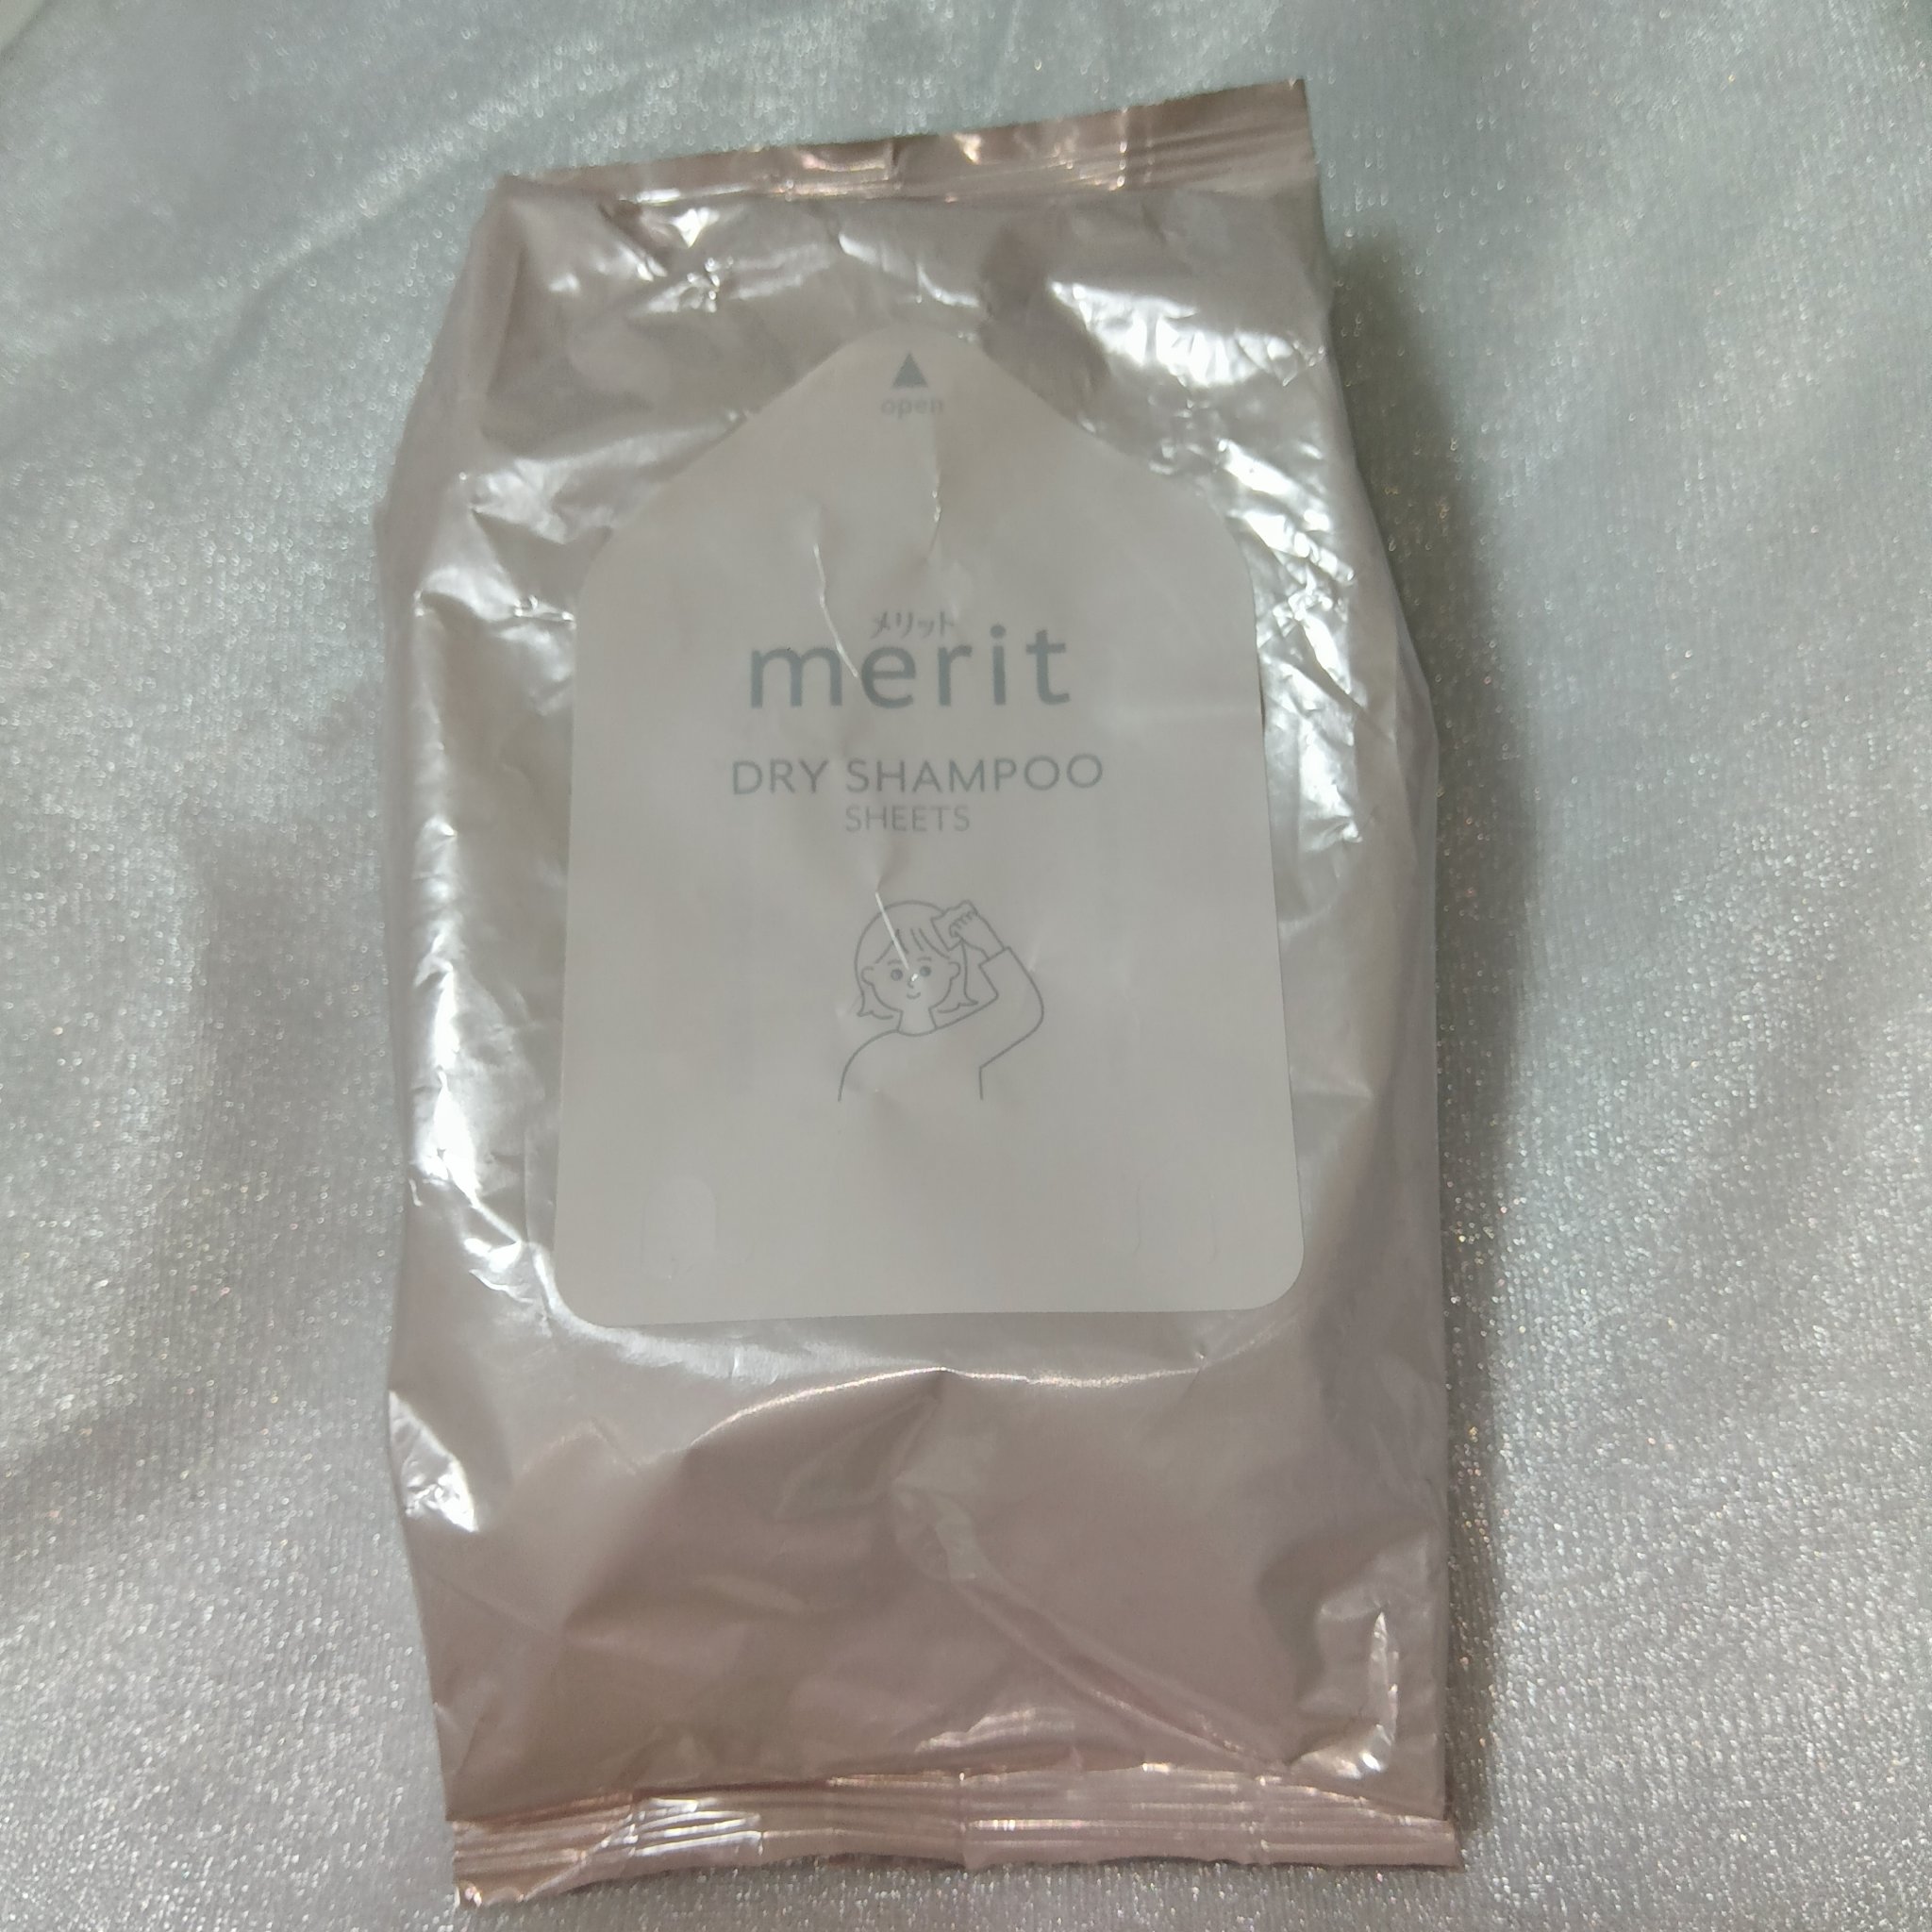 ▲
open
メリット
merit
DRY SHAMPOO
SHEETS